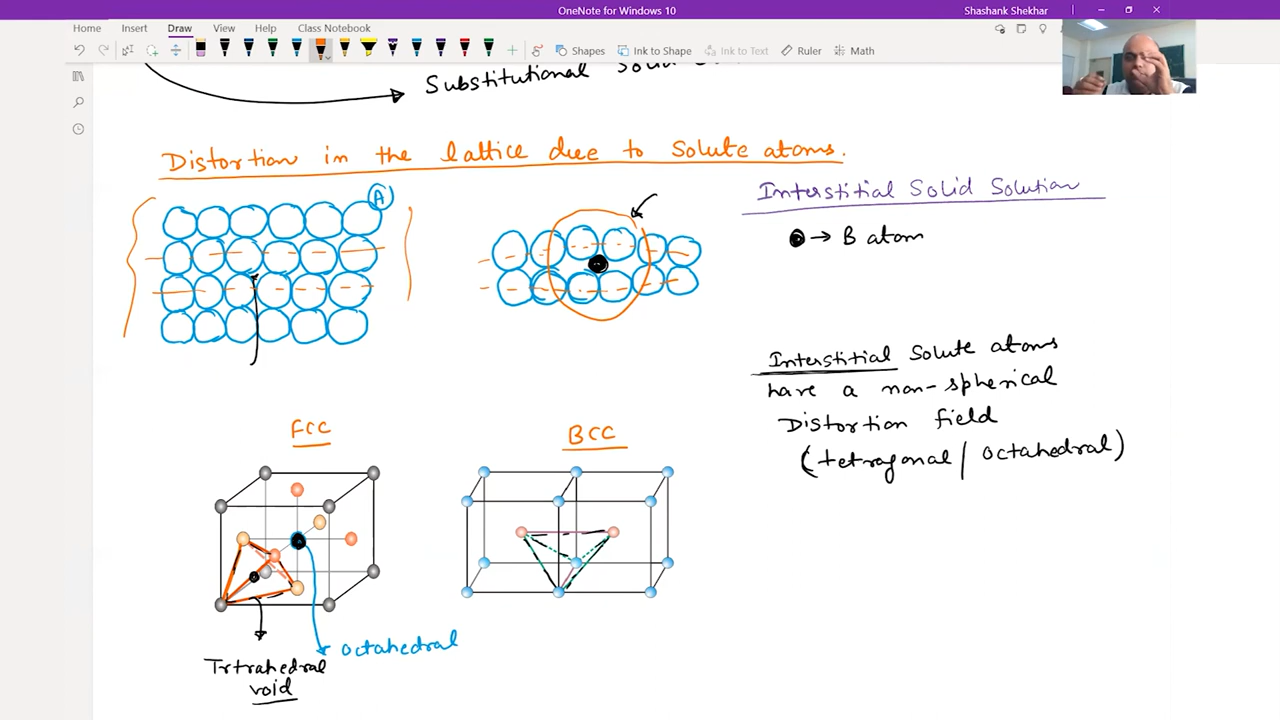 OneNote for Windows 10
Shashank Shekhar
Home Insert Draw View Help Class Notebook
Shapes Ink to Shape Ink to Text Ruler Math
Substitutional Solid
Distortion in the lattice due to Solute atoms.
A
Interstitial Solid Solution
→ B atom
Interstitial Solute atoms
have a non-spherical
Distortion field
(tetragonal / octahedral)
FCC
BCC
octahedral
Trtrahedral
void